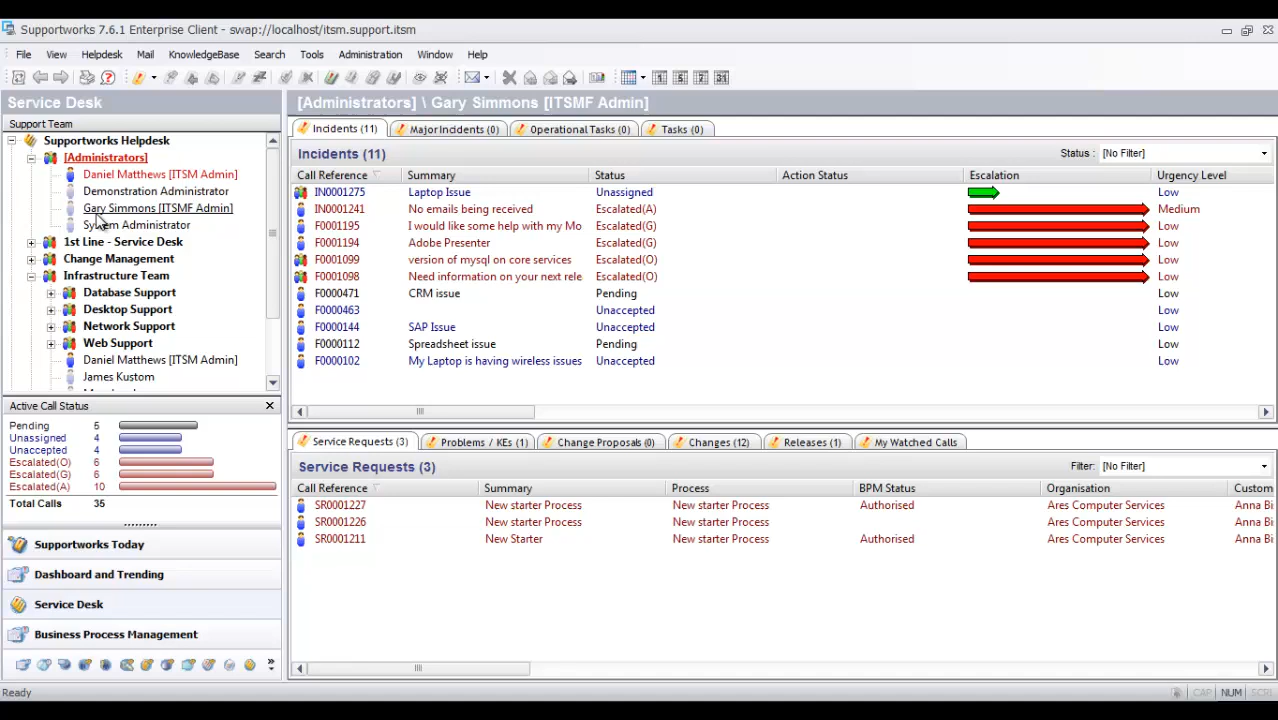 Supportworks 7.6.1 Enterprise Client - swap://localhost/itsm.support.itsm
File View Helpdesk Mail KnowledgeBase Search Tools Administration Window Help
Service Desk
Support Team
Supportworks Helpdesk
[Administrators]
Daniel Matthews [ITSM Admin]
Demonstration Administrator
Gary Simmons [ITSMF Admin]
System Administrator
1st Line - Service Desk
Change Management
Infrastructure Team
Database Support
Desktop Support
Network Support
Web Support
Daniel Matthews [ITSM Admin]
James Kustom
Active Call Status
Pending 5
Unassigned 4
Unaccepted 4
Escalated(O) 6
Escalated(G) 6
Escalated(A) 10
Total Calls 35
Supportworks Today
Dashboard and Trending
Service Desk
Business Process Management
[Administrators] \ Gary Simmons [ITSMF Admin]
Incidents (11) Major Incidents (0) Operational Tasks (0) Tasks (0)
Incidents (11) Status : [No Filter]
Call Reference Summary Status Action Status Escalation Urgency Level
IN0001275 Laptop Issue Unassigned Low
IN0001241 No emails being received Escalated(A) Medium
F0001195 I would like some help with my Mo Escalated(G) Low
F0001194 Adobe Presenter Escalated(G) Low
F0001099 version of mysql on core services Escalated(O) Low
F0001098 Need information on your next rele Escalated(O) Low
F0000471 CRM issue Pending Low
F0000463 Unaccepted Low
F0000144 SAP Issue Unaccepted Low
F0000112 Spreadsheet issue Pending Low
F0000102 My Laptop is having wireless issues Unaccepted Low
Service Requests (3) Problems / KEs (1) Change Proposals (0) Changes (12) Releases (1) My Watched Calls
Service Requests (3) Filter: [No Filter]
Call Reference Summary Process BPM Status Organisation Custom
SR0001227 New starter Process New starter Process Authorised Ares Computer Services Anna Bi
SR0001226 New starter Process New starter Process Ares Computer Services Anna Bi
SR0001211 New Starter New starter Process Authorised Ares Computer Services Anna Bi
Ready CAP NUM SCRL